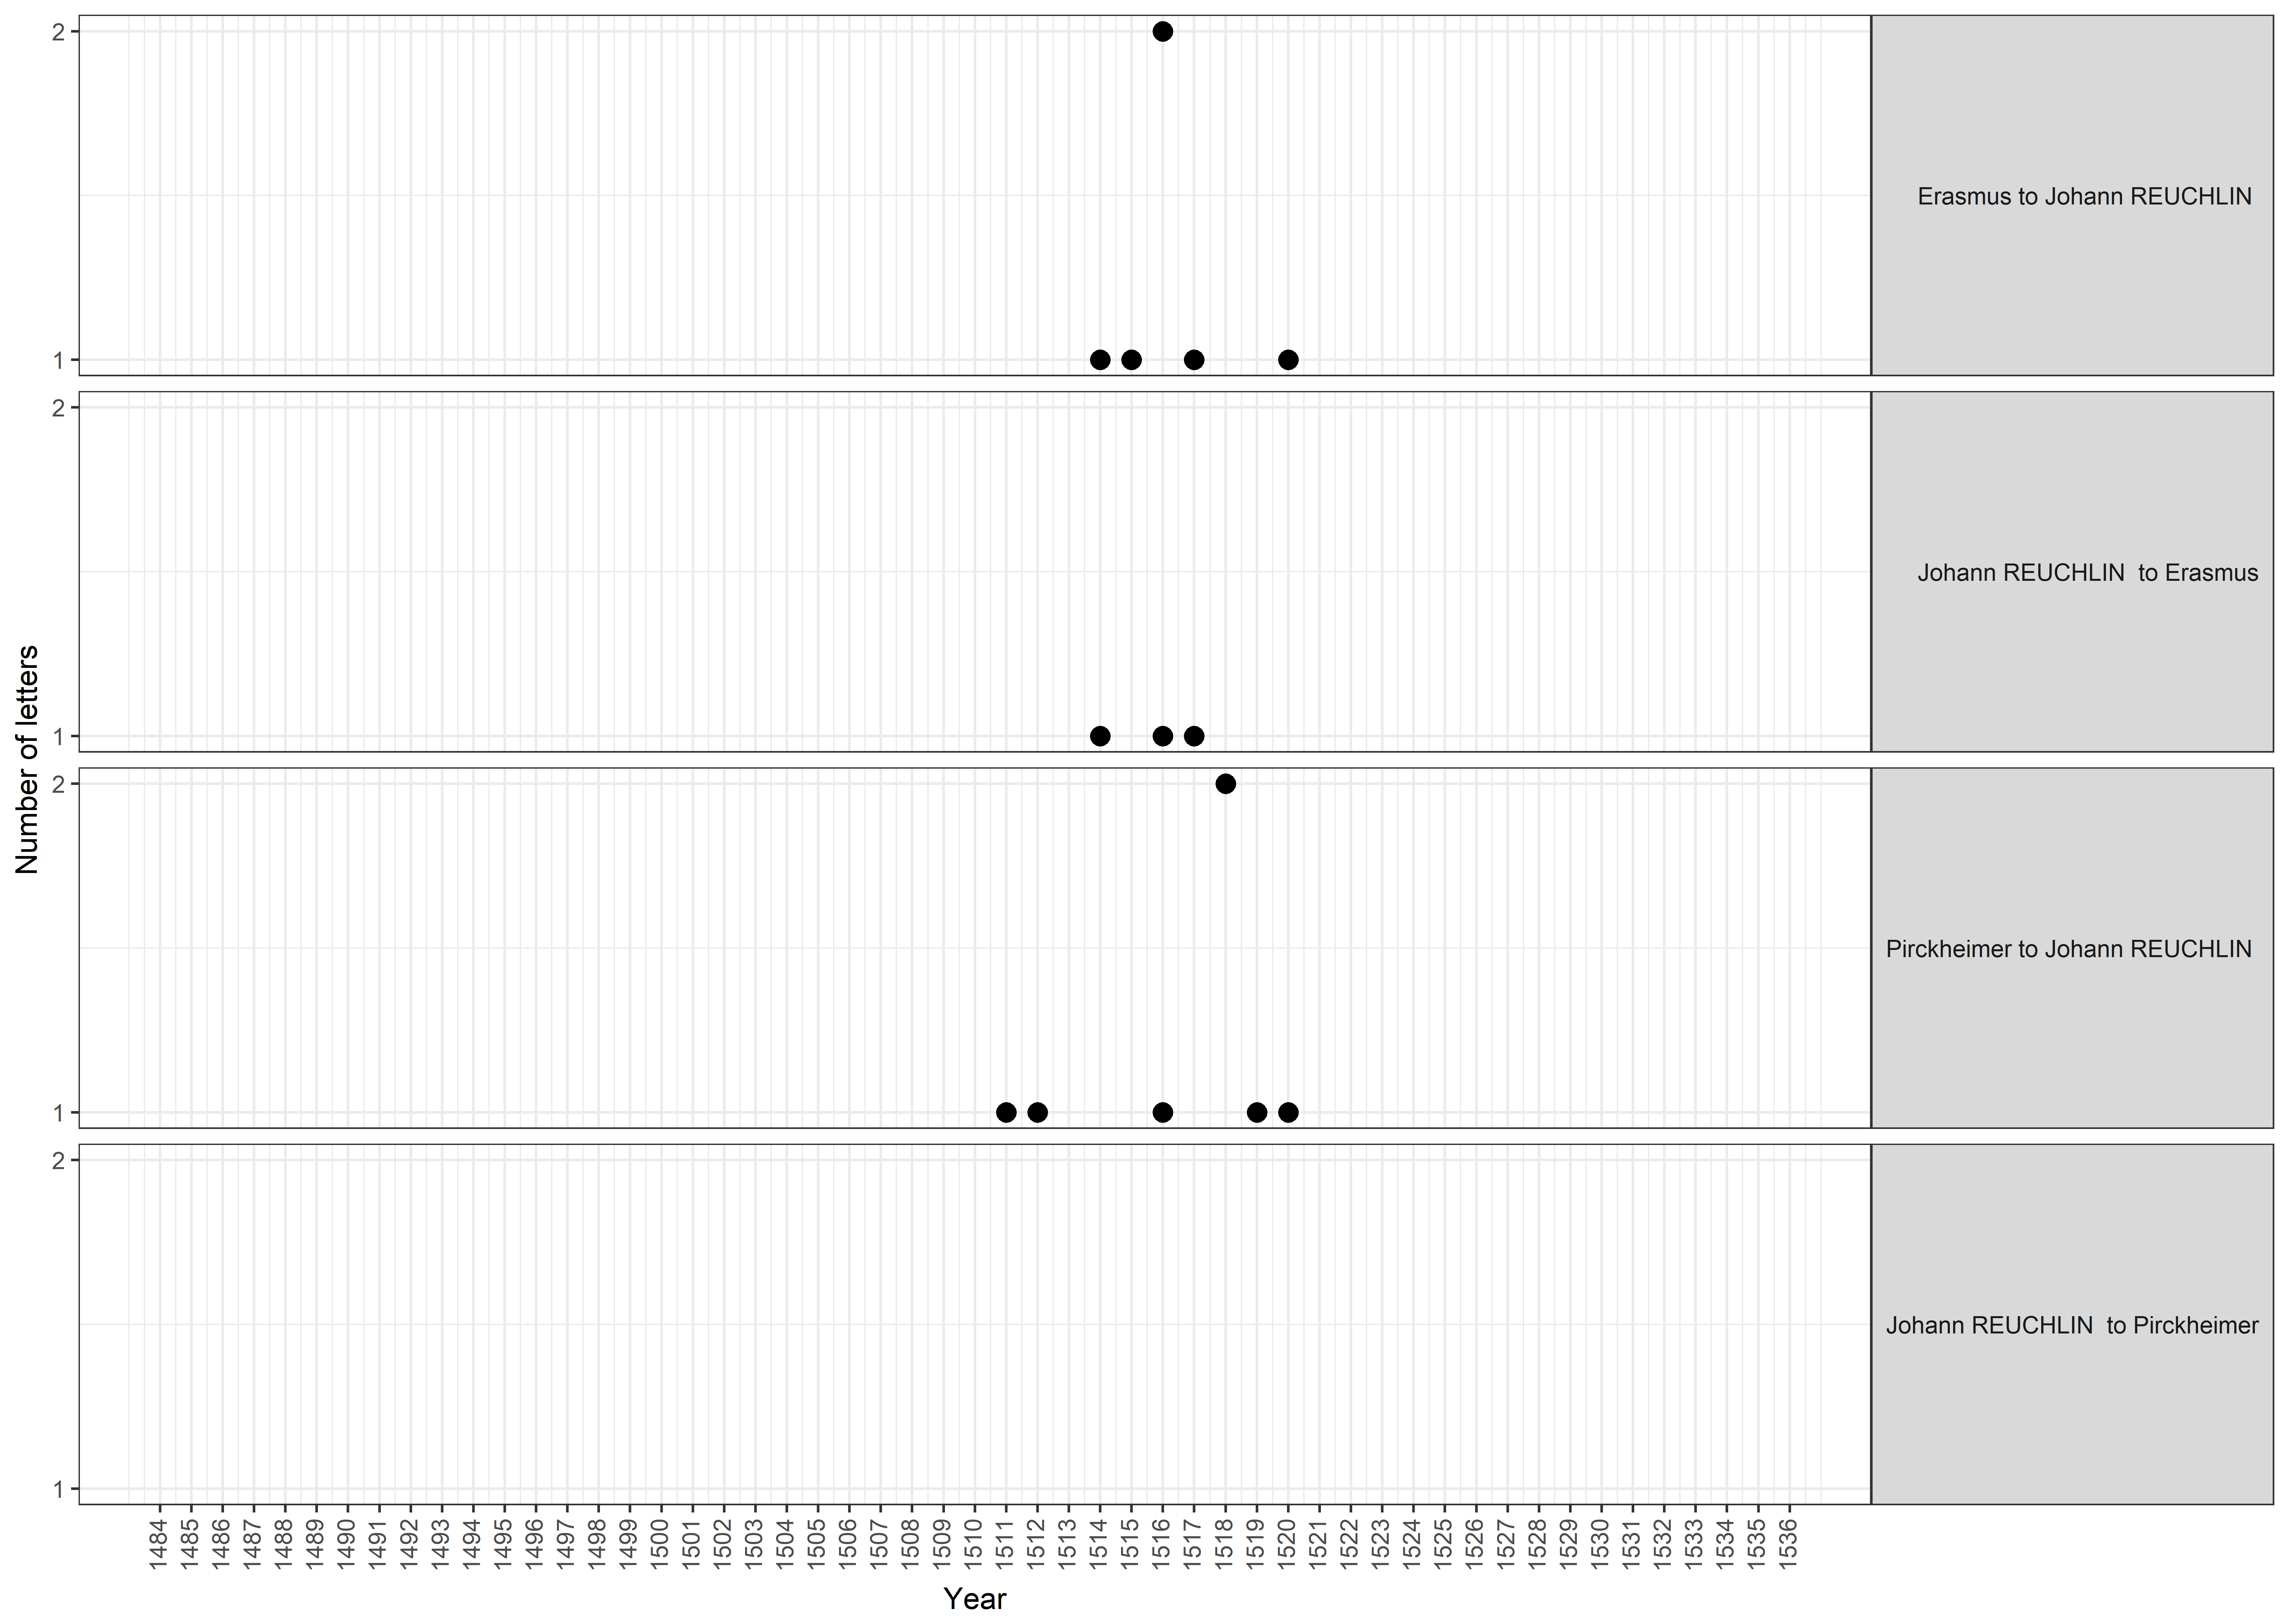 Number of letters
2
1
Erasmus to Johann REUCHLIN
2
1
Johann REUCHLIN  to Erasmus
2
1
Pirckheimer to Johann REUCHLIN
2
1
Johann REUCHLIN  to Pirckheimer
1484 1485 1486 1487 1488 1489 1490 1491 1492 1493 1494 1495 1496 1497 1498 1499 1500 1501 1502 1503 1504 1505 1506 1507 1508 1509 1510 1511 1512 1513 1514 1515 1516 1517 1518 1519 1520 1521 1522 1523 1524 1525 1526 1527 1528 1529 1530 1531 1532 1533 1534 1535 1536
Year